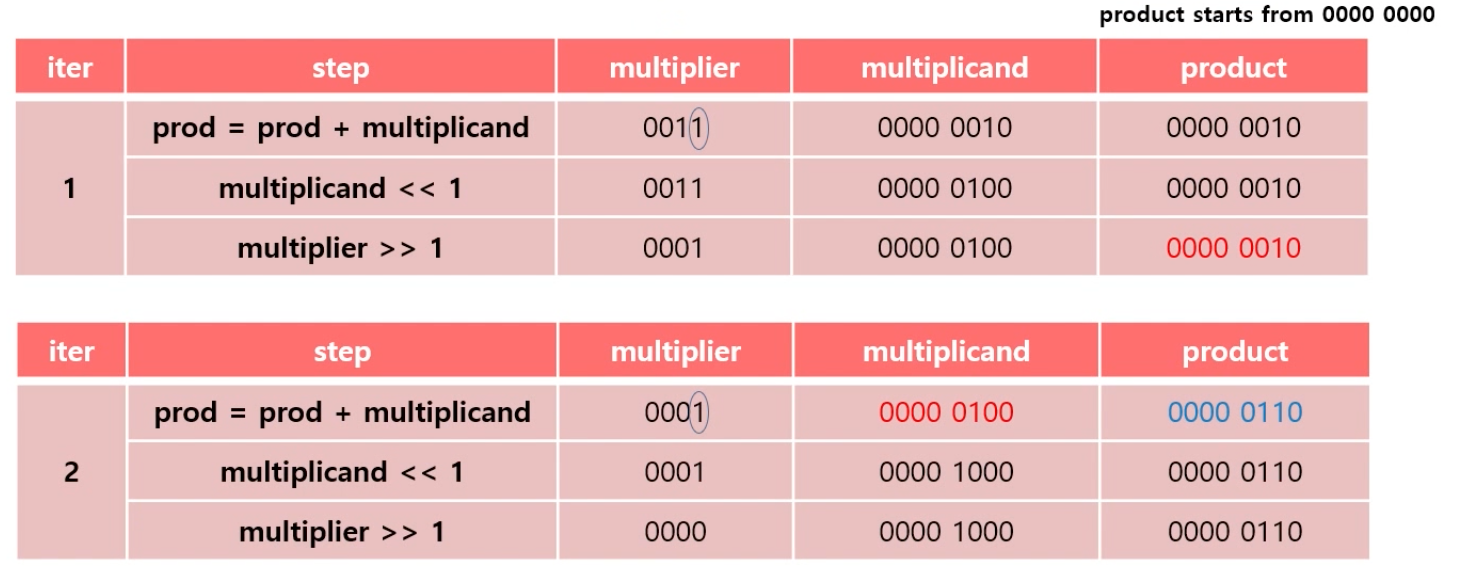 product starts from 0000 0000
iter step multiplier multiplicand product
prod = prod + multiplicand 0011 0000 0010 0000 0010
1 multiplicand << 1 0011 0000 0100 0000 0010
multiplier >> 1 0001 0000 0100 0000 0010
iter step multiplier multiplicand product
prod = prod + multiplicand 0001 0000 0100 0000 0110
2 multiplicand << 1 0001 0000 1000 0000 0110
multiplier >> 1 0000 0000 1000 0000 0110